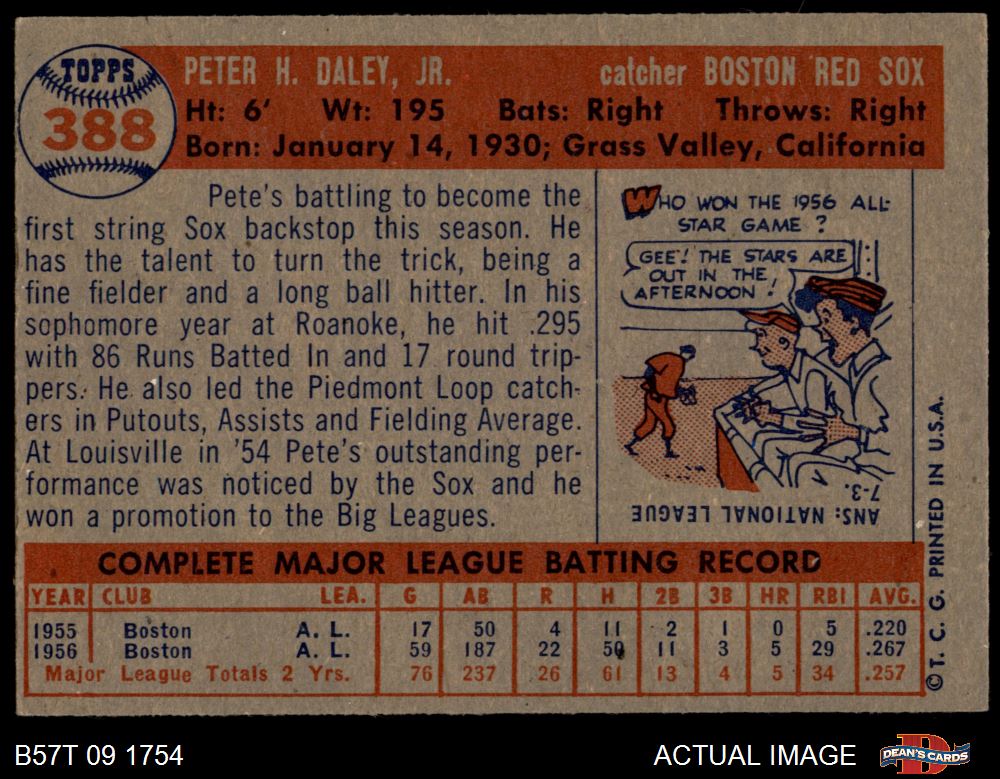 TOPPS
388
PETER H. DALEY, JR. catcher BOSTON RED SOX
Ht: 6' Wt: 195 Bats: Right Throws: Right
Born: January 14, 1930; Grass Valley, California
Pete's battling to become the
first string Sox backstop this season. He
has the talent to turn the trick, being a
fine fielder and a long ball hitter. In his
sophomore year at Roanoke, he hit .295
with 86 Runs Batted In and 17 round trip-
pers. He also led the Piedmont Loop catch-
ers in Putouts, Assists and Fielding Average.
At Louisville in '54 Pete's outstanding per-
formance was noticed by the Sox and he
won a promotion to the Big Leagues.
WHO WON THE 1956 ALL-
STAR GAME ?
GEE! THE STARS ARE
OUT IN THE
AFTERNOON!
ANS: NATIONAL LEAGUE
7-3.
COMPLETE MAJOR LEAGUE BATTING RECORD
YEAR CLUB LEA. G AB R H 2B 3B HR RBI AVG.
1955 Boston A. L. 17 50 4 11 2 1 0 5 .220
1956 Boston A. L. 59 187 22 50 11 3 5 29 .267
Major League Totals 2 Yrs. 76 237 26 61 13 4 5 34 .257
©T. C. G. PRINTED IN U.S.A.
B57T 09 1754 ACTUAL IMAGE
DEAN'S CARDS